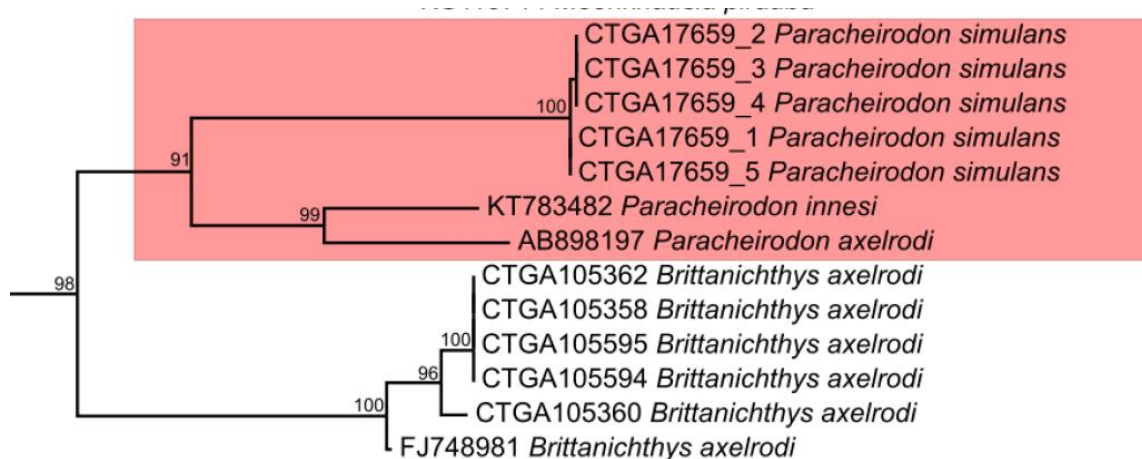 CTGA17659_2 Paracheirodon simulans
CTGA17659_3 Paracheirodon simulans
CTGA17659_4 Paracheirodon simulans
100
CTGA17659_1 Paracheirodon simulans
91
CTGA17659_5 Paracheirodon simulans
KT783482 Paracheirodon innesi
99
AB898197 Paracheirodon axelrodi
98
CTGA105362 Brittanichthys axelrodi
CTGA105358 Brittanichthys axelrodi
100
CTGA105595 Brittanichthys axelrodi
96
CTGA105594 Brittanichthys axelrodi
100
CTGA105360 Brittanichthys axelrodi
FJ748981 Brittanichthys axelrodi